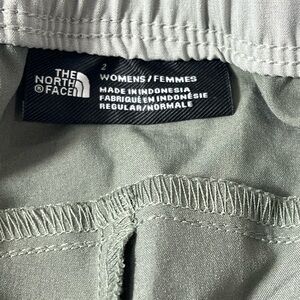 2
WOMENS/FEMMES
THE
NORTH
FACE
®
MADE IN INDONESIA
FABRIQUÉ EN INDONÉSIE
REGULAR/NORMALE